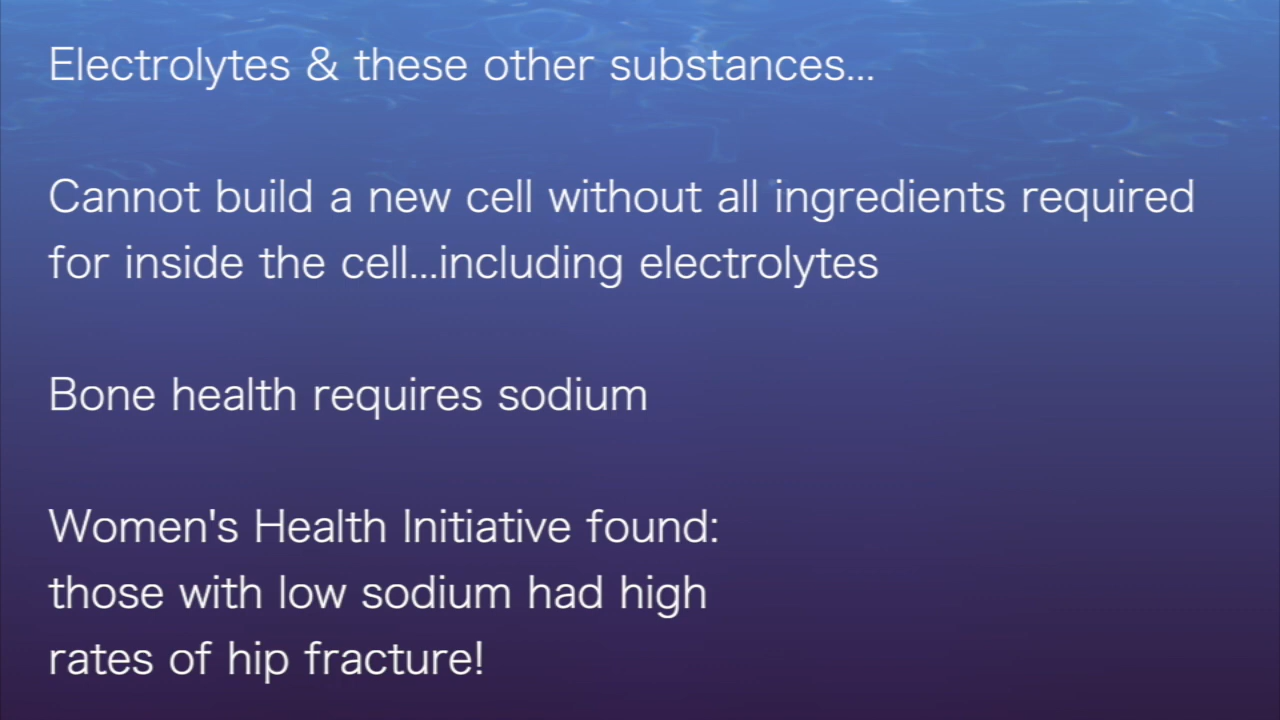 Electrolytes & these other substances...
Cannot build a new cell without all ingredients required
for inside the cell...including electrolytes
Bone health requires sodium
Women's Health Initiative found:
those with low sodium had high
rates of hip fracture!